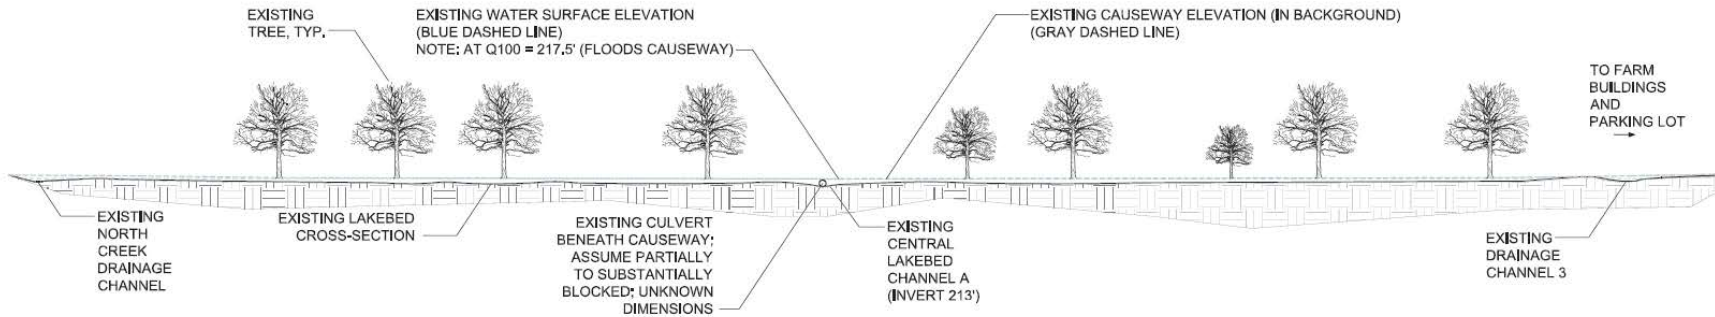 EXISTING
TREE, TYP.
EXISTING WATER SURFACE ELEVATION
(BLUE DASHED LINE)
NOTE: AT Q100 = 217.5' (FLOODS CAUSEWAY)
EXISTING CAUSEWAY ELEVATION (IN BACKGROUND)
(GRAY DASHED LINE)
TO FARM
BUILDINGS
AND
PARKING LOT
EXISTING
NORTH
CREEK
DRAINAGE
CHANNEL
EXISTING LAKEBED
CROSS-SECTION
EXISTING CULVERT
BENEATH CAUSEWAY;
ASSUME PARTIALLY
TO SUBSTANTIALLY
BLOCKED; UNKNOWN
DIMENSIONS
EXISTING
CENTRAL
LAKEBED
CHANNEL A
(INVERT 213')
EXISTING
DRAINAGE
CHANNEL 3